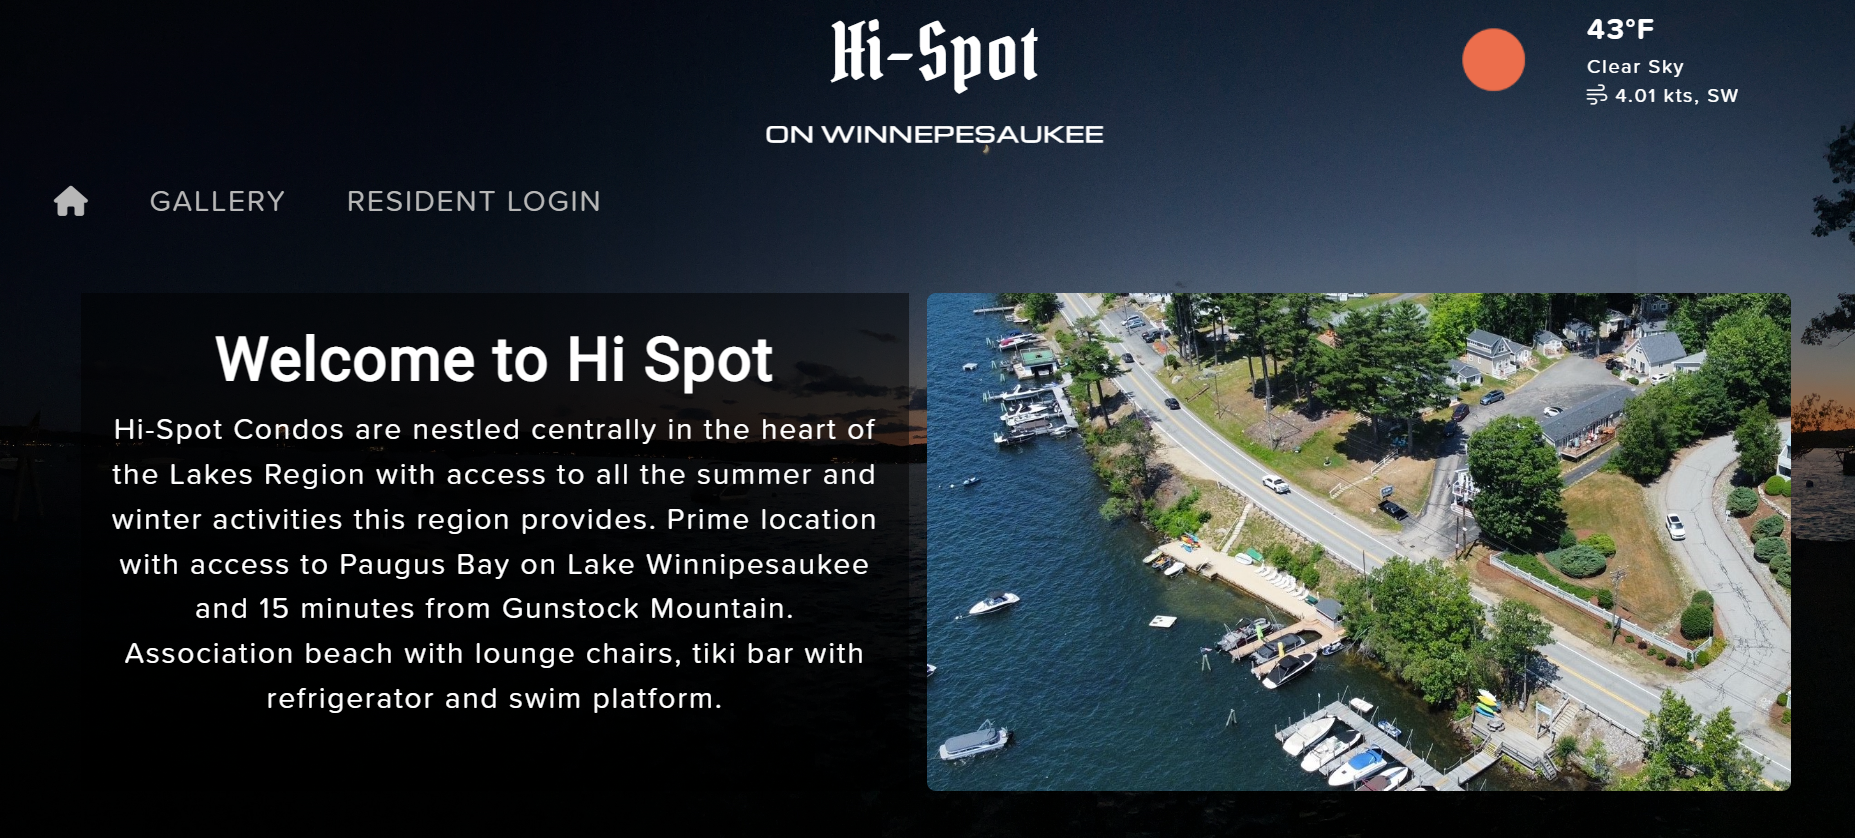 Hi-Spot
ON WINNEPESAUKEE
43°F
Clear Sky
4.01 kts, SW
GALLERY
RESIDENT LOGIN
Welcome to Hi Spot
Hi-Spot Condos are nestled centrally in the heart of
the Lakes Region with access to all the summer and
winter activities this region provides. Prime location
with access to Paugus Bay on Lake Winnipesaukee
and 15 minutes from Gunstock Mountain.
Association beach with lounge chairs, tiki bar with
refrigerator and swim platform.